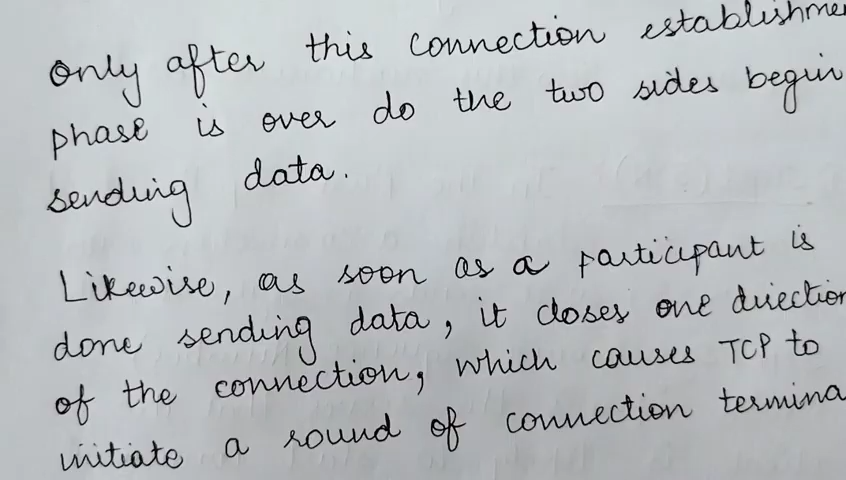 only after this connection establishme
phase is over do the two sides begin
sending data.
Likewise, as soon as a participant is
done sending data, it closes one direction
of the connection, which causes TCP to
initiate a round of connection termina